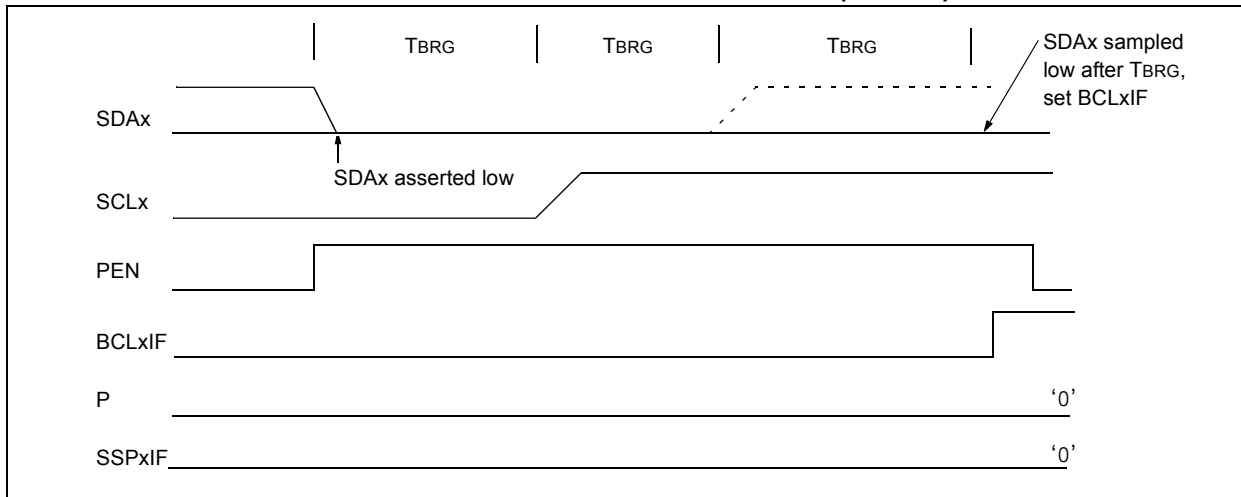 TBRG TBRG TBRG
SDAx sampled
low after TBRG,
set BCLxIF
SDAx
SDAx asserted low
SCLx
PEN
BCLxIF
P
‘0’
SSPxIF
‘0’